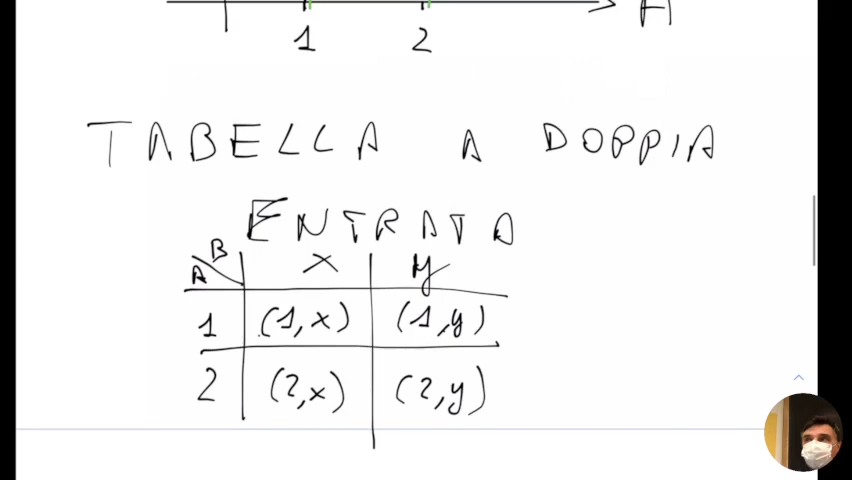 A
1 2
TABELLA A DOPPIA
ENTRATA
A B x y
1 (1,x) (1,y)
2 (2,x) (2,y)